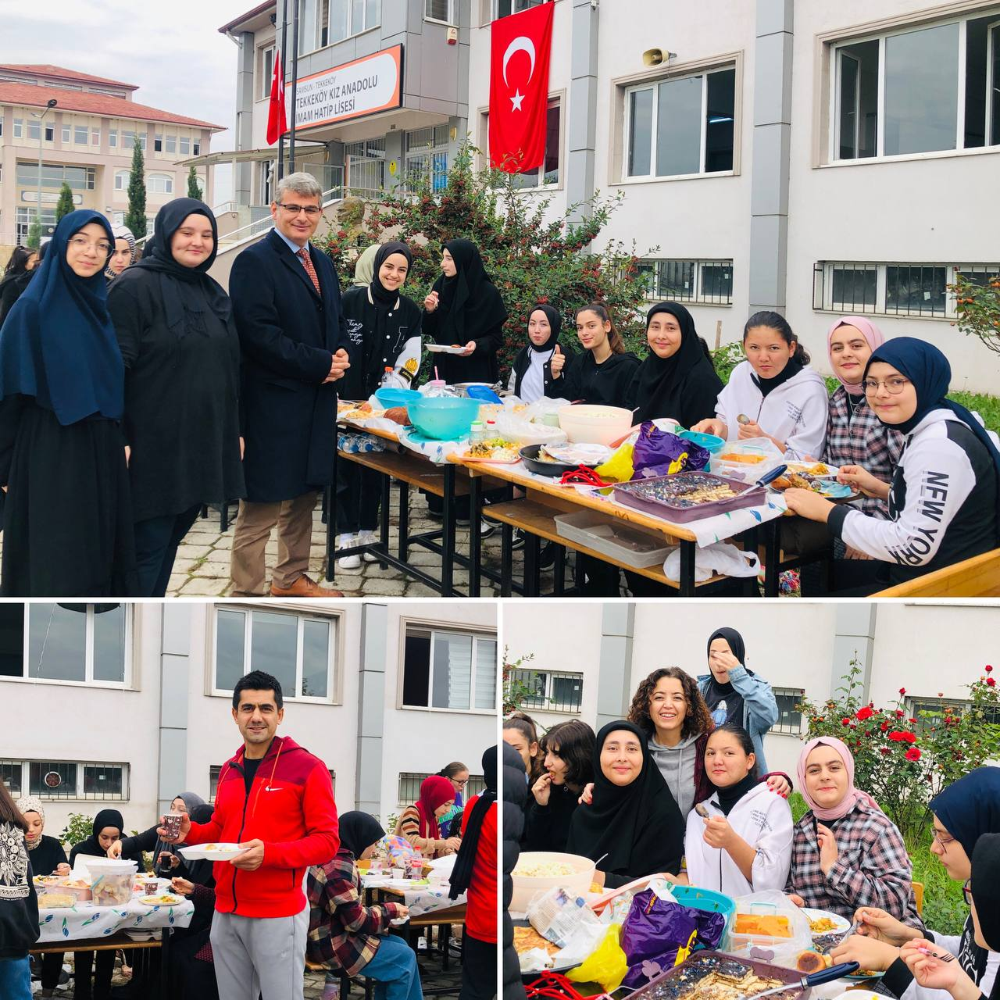 SAMSUN - TEKKEKÖY
TEKKEKÖY KIZ ANADOLU
İMAM HATİP LİSESİ
NEW YORK